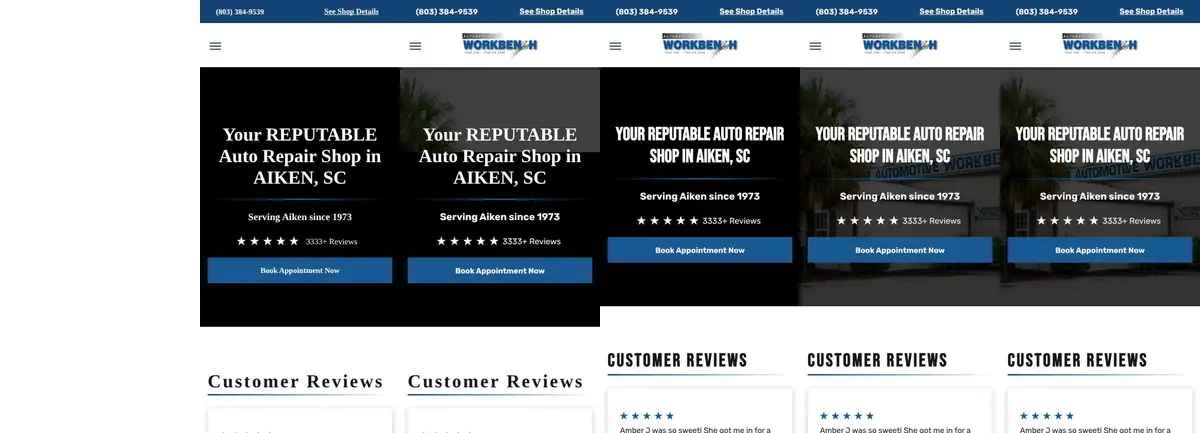 (803) 384-9539 See Shop Details
Your REPUTABLE
Auto Repair Shop in
AIKEN, SC
Serving Aiken since 1973
★ ★ ★ ★ ★ 3333+ Reviews
Book Appointment Now
Customer Reviews
(803) 384-9539 See Shop Details
AUTOMOTIVE
WORKBENCH
Your REPUTABLE
Auto Repair Shop in
AIKEN, SC
Serving Aiken since 1973
★ ★ ★ ★ ★ 3333+ Reviews
Book Appointment Now
Customer Reviews
(803) 384-9539 See Shop Details
AUTOMOTIVE
WORKBENCH
YOUR REPUTABLE AUTO REPAIR
SHOP IN AIKEN, SC
Serving Aiken since 1973
★ ★ ★ ★ ★ 3333+ Reviews
Book Appointment Now
CUSTOMER REVIEWS
★ ★ ★ ★ ★
Amber J was so sweet! She got me in for a
(803) 384-9539 See Shop Details
AUTOMOTIVE
WORKBENCH
YOUR REPUTABLE AUTO REPAIR
SHOP IN AIKEN, SC
AUTOMOTIVE WORKBE
Serving Aiken since 1973
★ ★ ★ ★ ★ 3333+ Reviews
Book Appointment Now
CUSTOMER REVIEWS
★ ★ ★ ★ ★
Amber J was so sweet! She got me in for a
(803) 384-9539 See Shop Details
AUTOMOTIVE
WORKBENCH
YOUR REPUTABLE AUTO REPAIR
SHOP IN AIKEN, SC
AUTOMOTIVE WORKBE
Serving Aiken since 1973
★ ★ ★ ★ ★ 3333+ Reviews
Book Appointment Now
CUSTOMER REVIEWS
★ ★ ★ ★ ★
Amber J was so sweet! She got me in for a